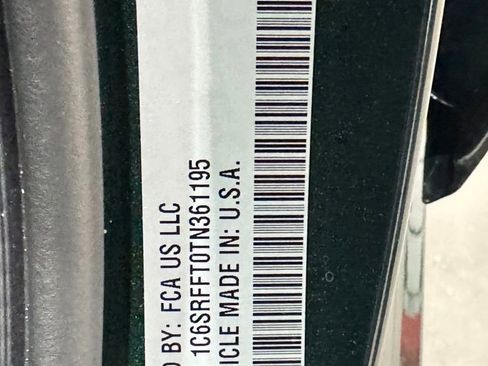 D BY: FCA US LLC
1C6SRFFT0TN361195
ICLE MADE IN: U.S.A.